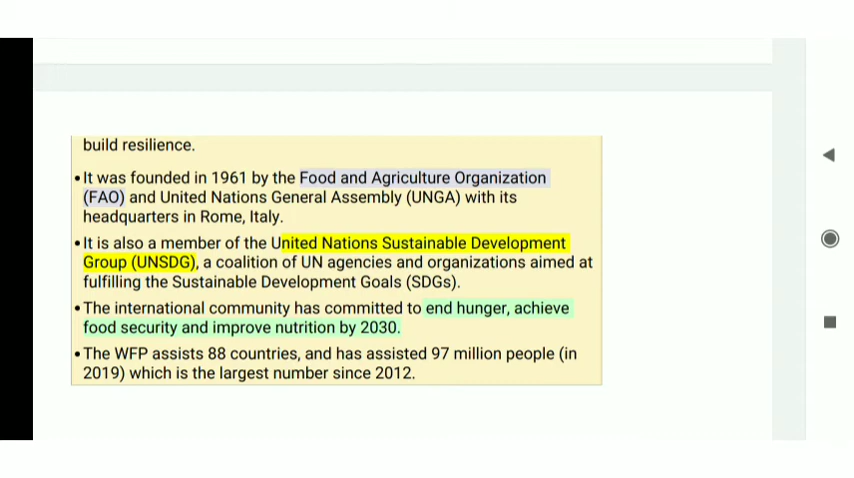 build resilience.
• It was founded in 1961 by the Food and Agriculture Organization
(FAO) and United Nations General Assembly (UNGA) with its
headquarters in Rome, Italy.
• It is also a member of the United Nations Sustainable Development
Group (UNSDG), a coalition of UN agencies and organizations aimed at
fulfilling the Sustainable Development Goals (SDGs).
• The international community has committed to end hunger, achieve
food security and improve nutrition by 2030.
• The WFP assists 88 countries, and has assisted 97 million people (in
2019) which is the largest number since 2012.